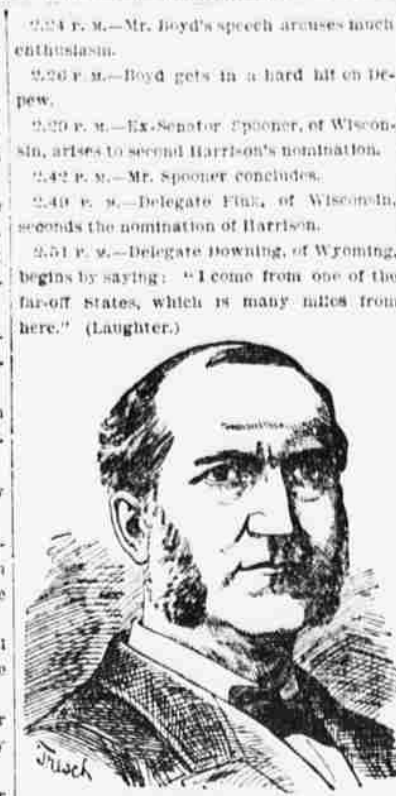 2.24 P. M.—Mr. Boyd's speech arouses much
enthusiasm.
2.26 P. M.—Boyd gets in a hard hit on De-
pew.
2.29 P. M.—Ex-Senator Spooner, of Wiscon-
sin, arises to second Harrison's nomination.
2.42 P. M.—Mr. Spooner concludes.
2.49 P. M.—Delegate Fink, of Wisconsin,
seconds the nomination of Harrison.
2.51 P. M.—Delegate Downing, of Wyoming,
begins by saying: "I come from one of the
far-off States, which is many miles from
here." (Laughter.)
Trisch